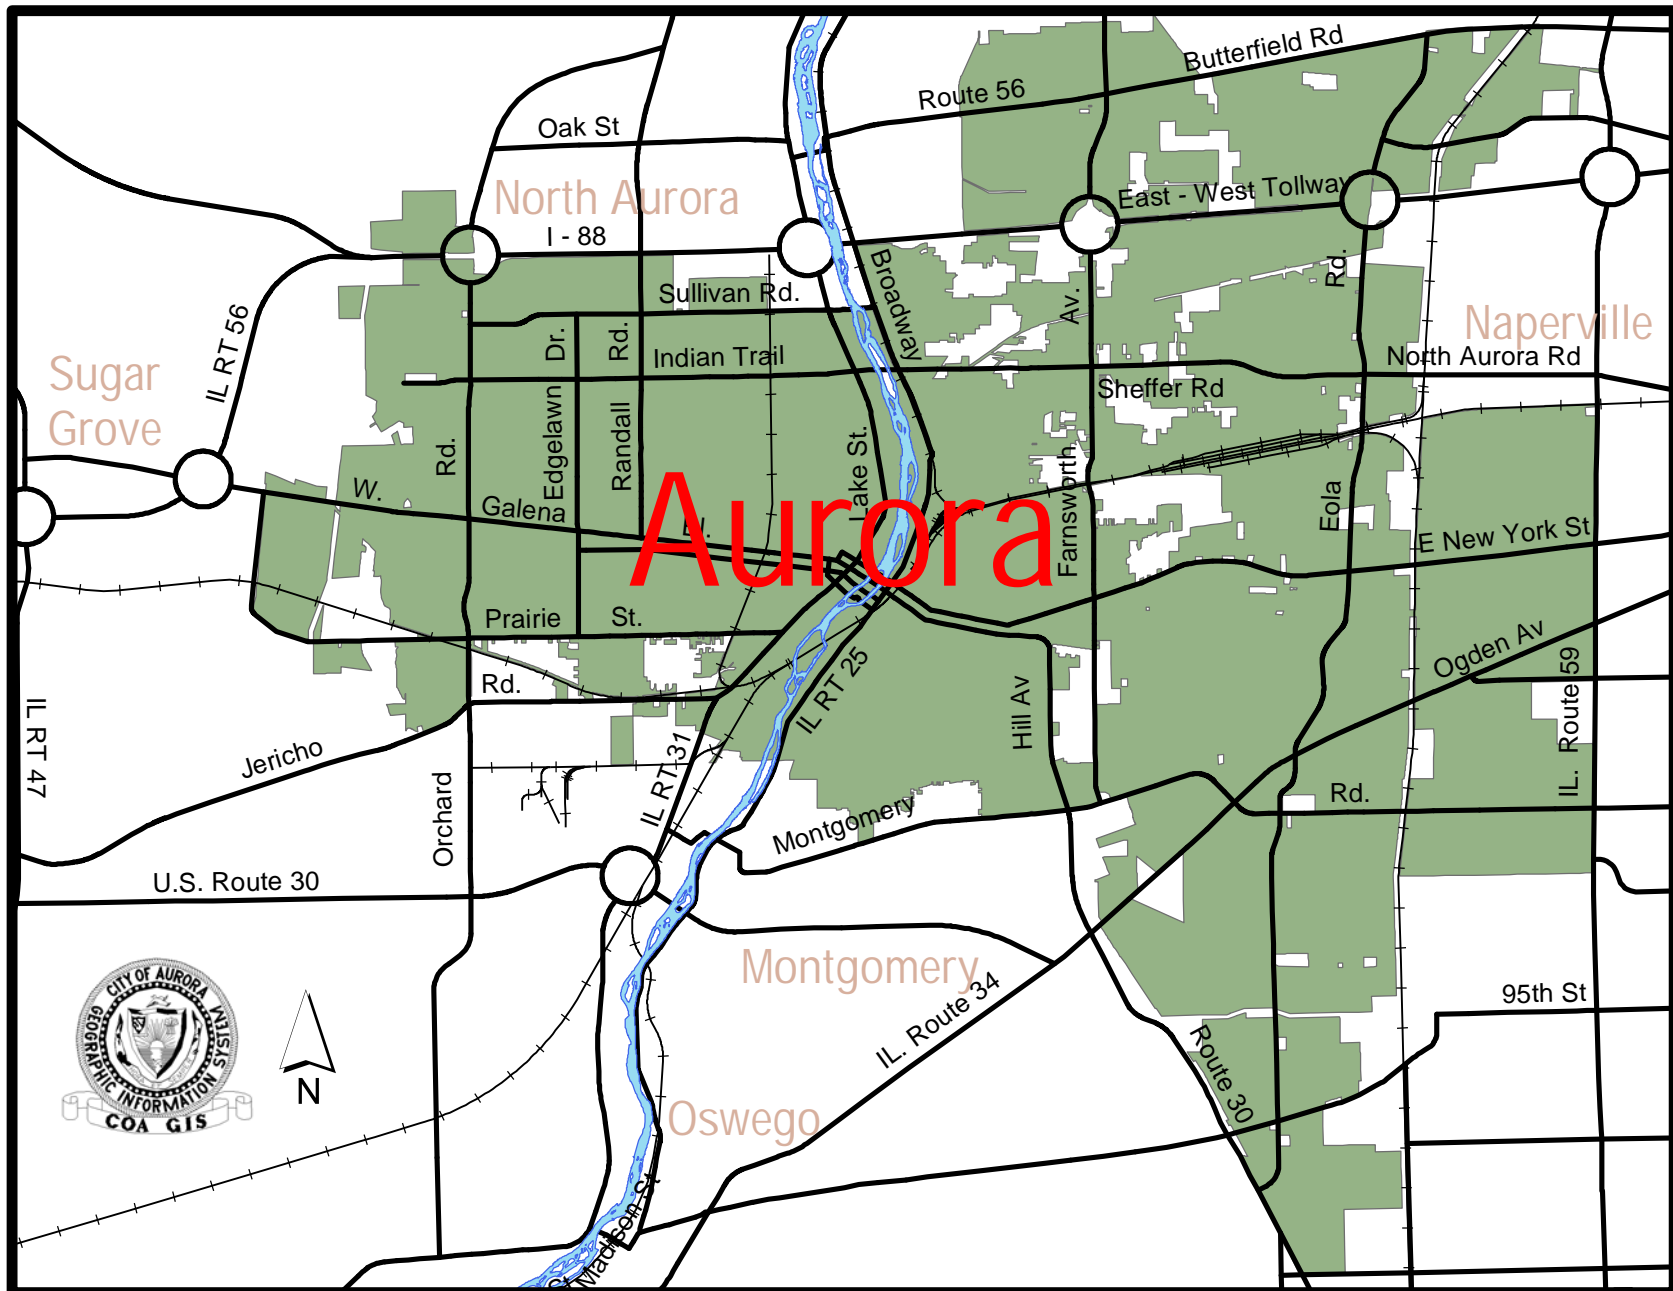 Butterfield Rd
Route 56
Oak St
North Aurora
East - West Tollway
I - 88
Broadway
Rd.
Sullivan Rd.
Av.
IL RT 56
Naperville
Dr.
Rd.
Indian Trail
North Aurora Rd
Sugar
Grove
Sheffer Rd
Edgelawn
Randall
Rd.
Lake St.
Farnsworth
W.
Galena
Bl.
Aurora
Eola
E New York St
Prairie
St.
Rd.
IL RT 25
Hill Av
Ogden Av
IL. Route 59
IL RT 47
Jericho
IL RT 31
Orchard
Montgomery
Rd.
U.S. Route 30
Montgomery
IL. Route 34
95th St
Route 30
CITY OF AURORA
GEOGRAPHIC INFORMATION SYSTEM
COA GIS
N
Oswego
St
Madison St